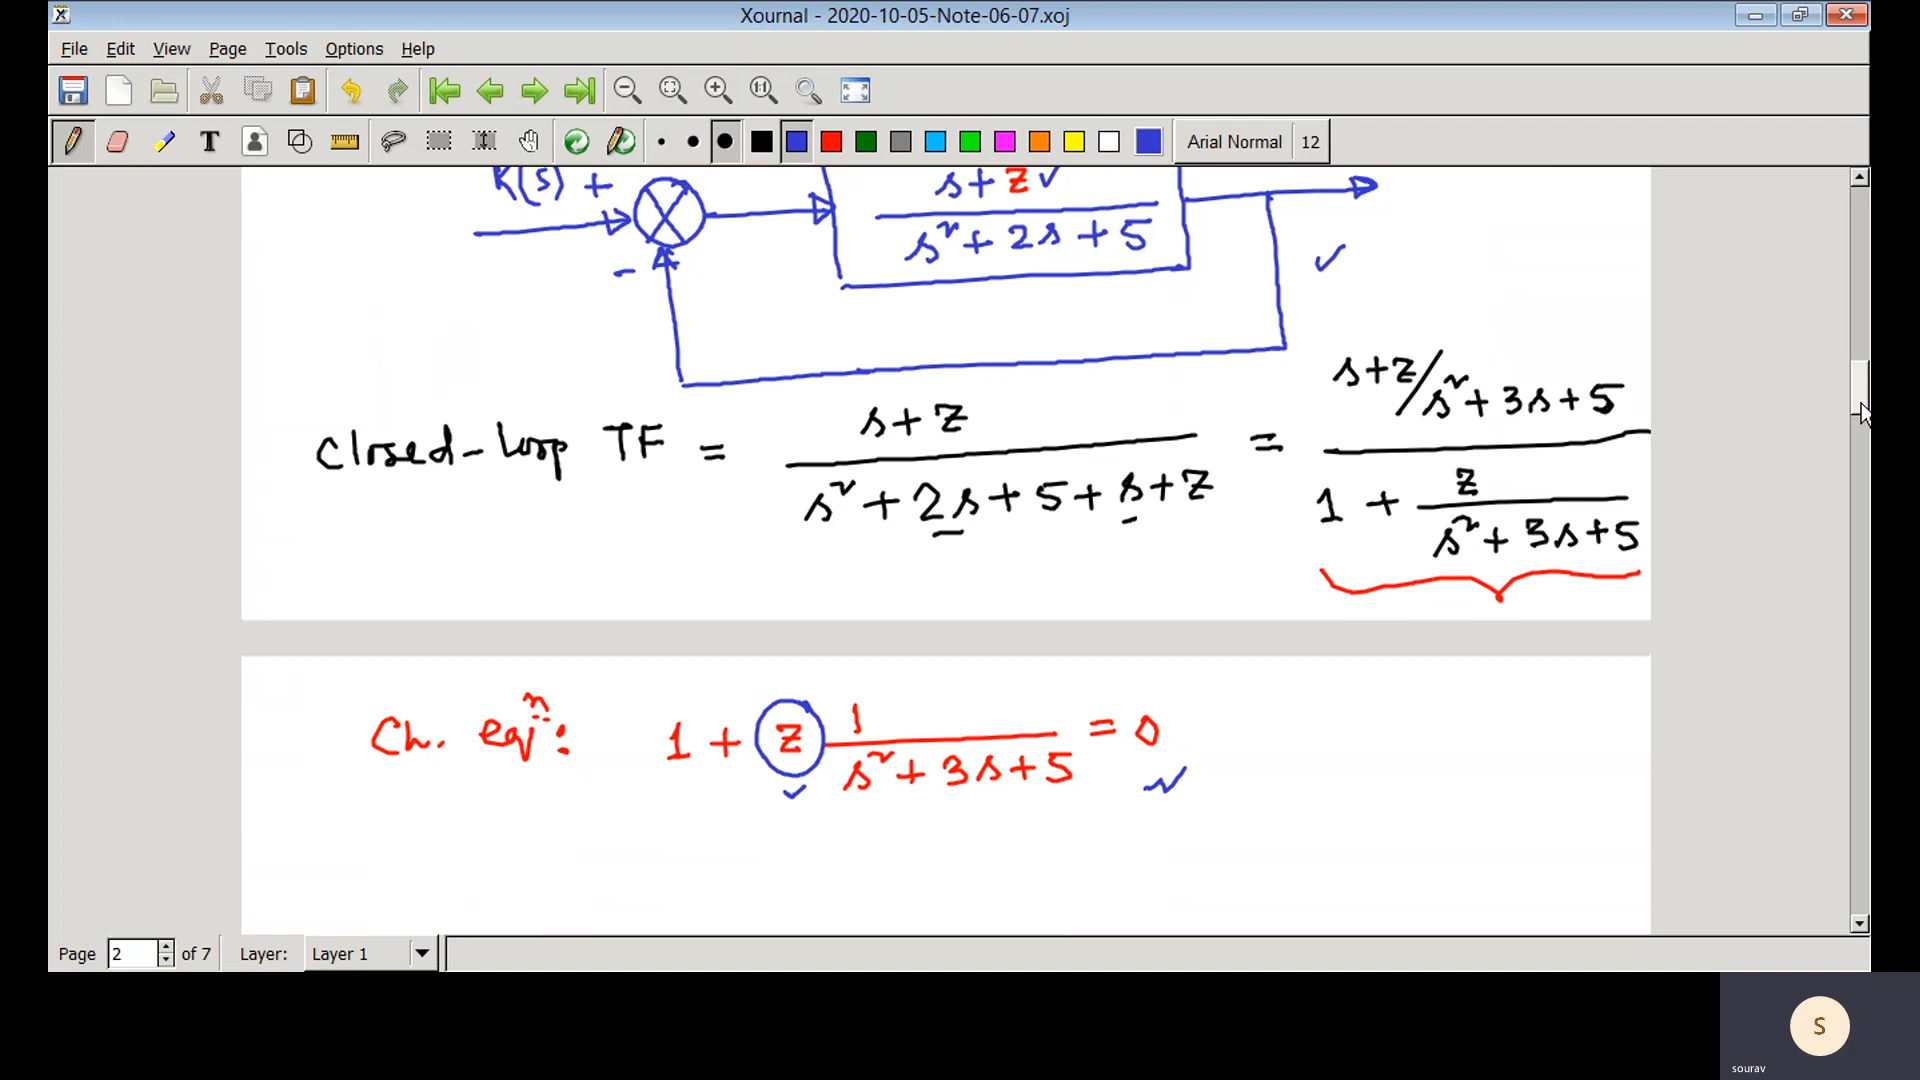 Xournal - 2020-10-05-Note-06-07.xoj
File Edit View Page Tools Options Help
Arial Normal 12
R(s) +
s+z
s²+2s+5
-
s+z/s²+3s+5
closed-loop TF = s+z = 
s²+2s+5+s+z
1 + z
s²+3s+5
Ch. eqⁿ: 1 + z 1 = 0
s²+3s+5
Page 2 of 7 Layer: Layer 1
S
sourav